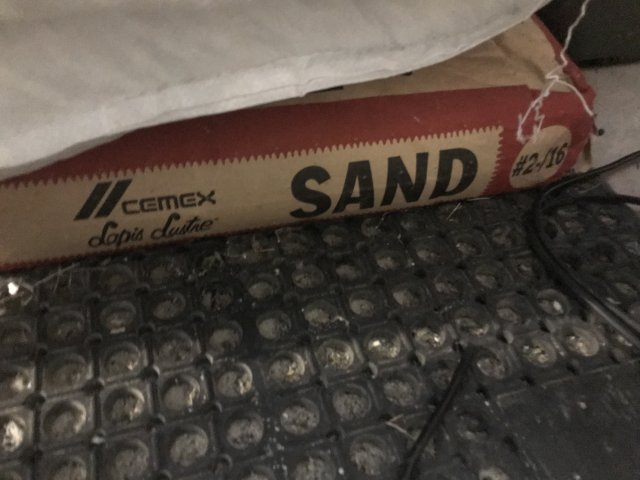 CEMEX
Lapis Lustre
SAND
#2-/16